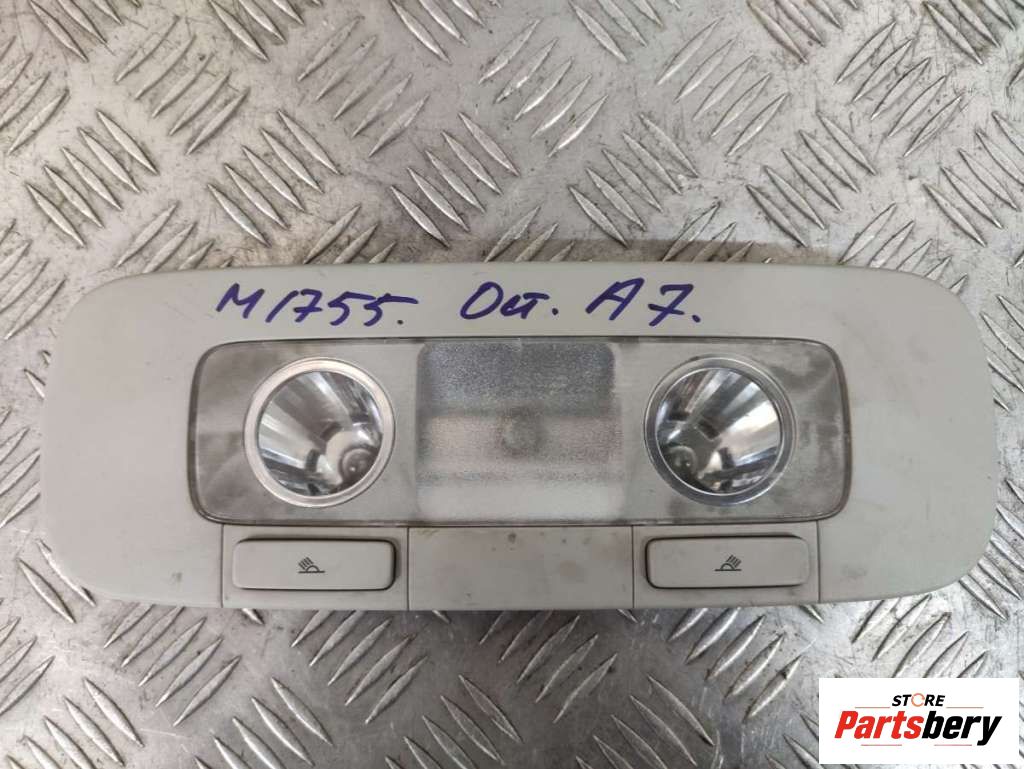 M1755. Oct. A7.
STORE
Partsbery